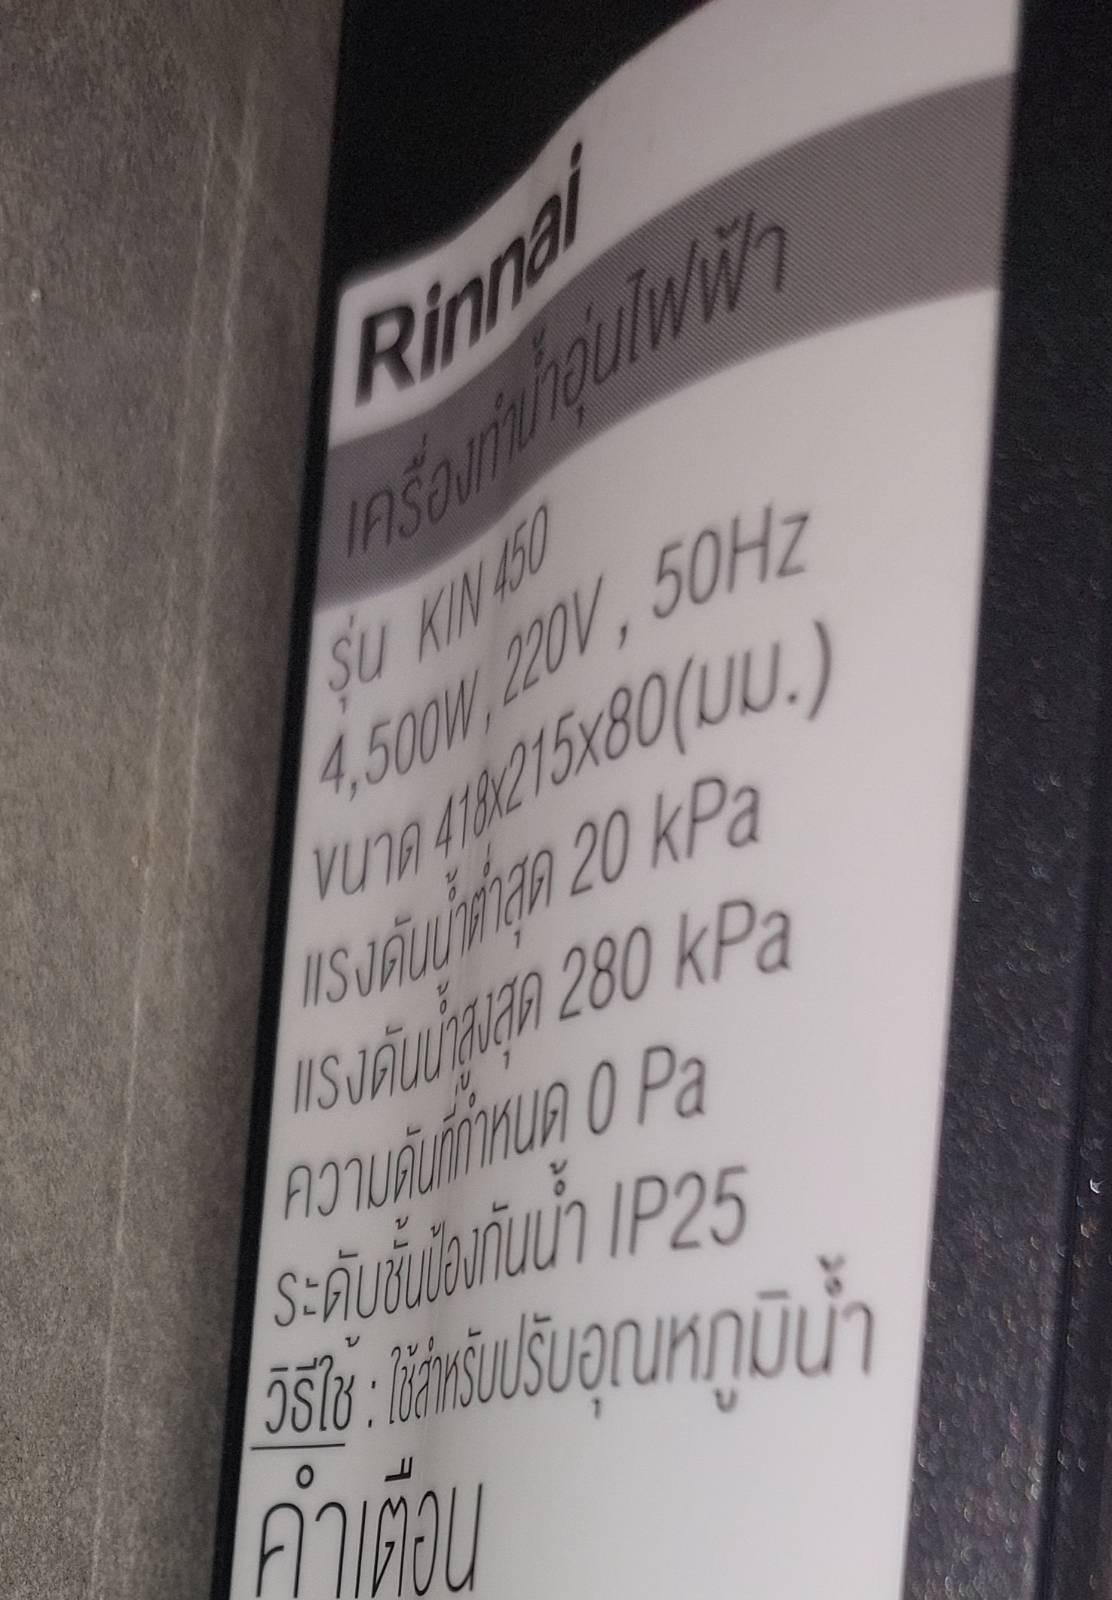 Rinnai
เครื่องทำน้ำอุ่นไฟฟ้า
รุ่น KIN 450
4,500W, 220V , 50Hz
ขนาด 418x215x80(มม.)
แรงดันน้ำต่ำสุด 20 kPa
แรงดันน้ำสูงสุด 280 kPa
ความดันที่กำหนด 0 Pa
ระดับชั้นป้องกันน้ำ IP25
วิธีใช้ : ใช้สำหรับปรับอุณหภูมิน้ำ
คำเตือน